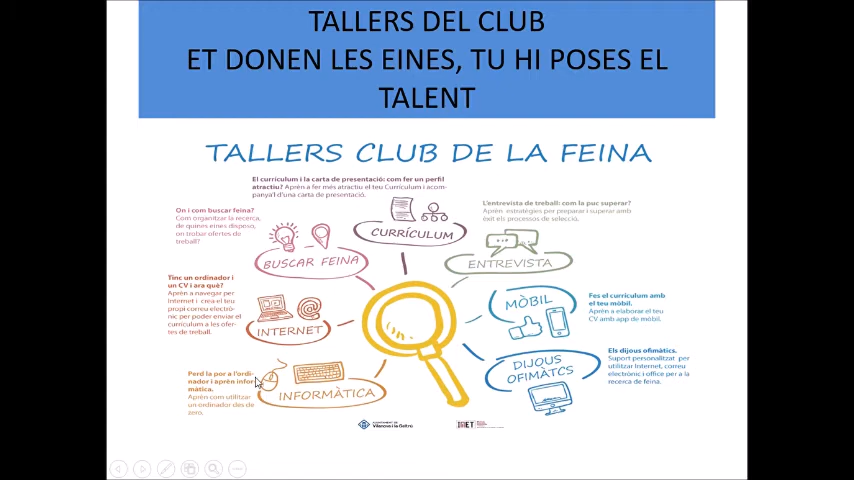 TALLERS DEL CLUB
ET DONEN LES EINES, TU HI POSES EL
TALENT
TALLERS CLUB DE LA FEINA
El currículum i la carta de presentació: com fer un perfil
atractiu? Aprèn a fer més atractiu el teu Currículum i acom-
panya'l d'una carta de presentació.
CURRÍCULUM
On i com buscar feina?
Com organitzar la recerca,
de quines eines disposo,
on trobar ofertes de
treball?
BUSCAR FEINA
L'entrevista de treball: com la puc superar?
Aprèn estratègies per preparar i superar amb
èxit els processos de selecció.
ENTREVISTA
Tinc un ordinador i
un CV i ara què?
Aprèn a navegar per
Internet i crea el teu
propi correu electrò-
nic per poder enviar el
currículum a les ofer-
tes de treball.
INTERNET
MÒBIL
Fes el currículum amb
el teu mòbil.
Aprèn a elaborar el teu
CV amb app de mòbil.
Perd la por a l'ordi-
nador i aprèn infor-
màtica.
Aprèn com utilitzar
un ordinador des de
zero.
INFORMÀTICA
DIJOUS
OFIMÀTCS
Els dijous ofimàtics.
Suport personalitzat per
utilitzar Internet, correu
electrònic i office per a la
recerca de feina.
AJUNTAMENT DE
Vilanova i la Geltrú
IMET